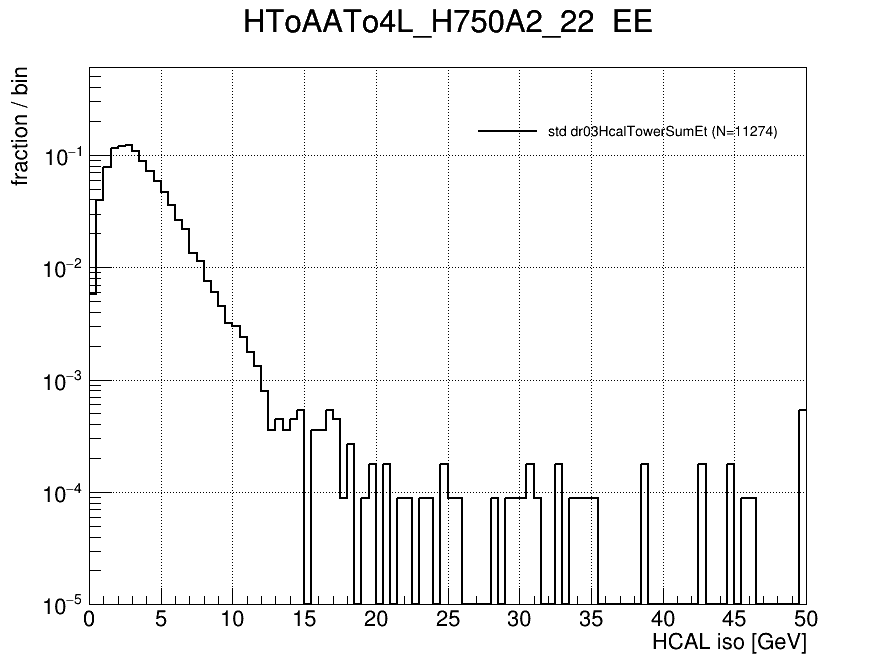 HToAATo4L_H750A2_22 EE
fraction / bin
std dr03HcalTowerSumEt (N=11274)
10⁻¹
10⁻²
10⁻³
10⁻⁴
10⁻⁵
0 5 10 15 20 25 30 35 40 45 50
HCAL iso [GeV]